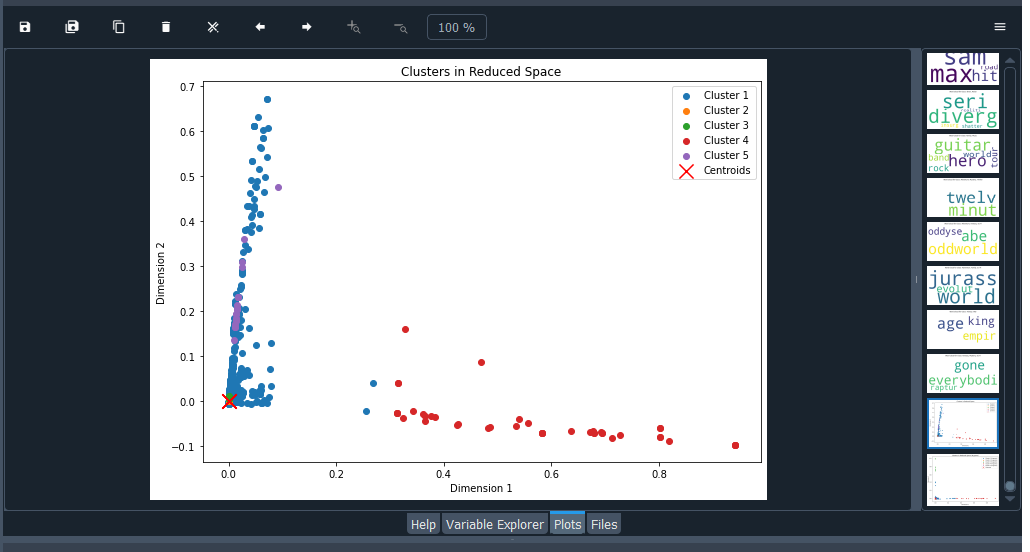 100 %
Clusters in Reduced Space
0.7
0.6
0.5
0.4
0.3
0.2
0.1
0.0
−0.1
Dimension 2
0.0 0.2 0.4 0.6 0.8
Dimension 1
Cluster 1
Cluster 2
Cluster 3
Cluster 4
Cluster 5
Centroids
sam
road
max hit
seri
diverg
shatter
guitar
band hero world tour
rock
twelv
minut
oddyse abe
oddworld
jurass
evolut
world
age king
empir
gone
everybodi
raptur
Help Variable Explorer Plots Files